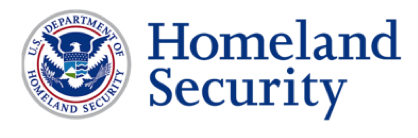 U.S. DEPARTMENT OF
HOMELAND SECURITY
Homeland
Security